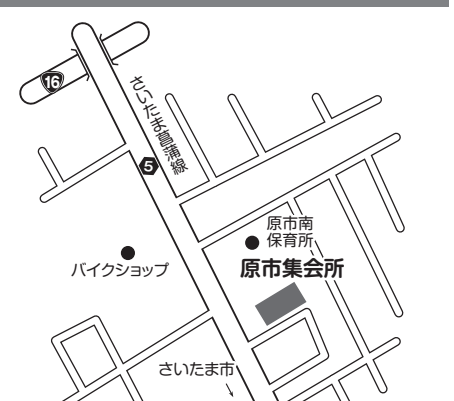 16
さいたま菖蒲線
5
原市南
保育所
バイクショップ
原市集会所
さいたま市